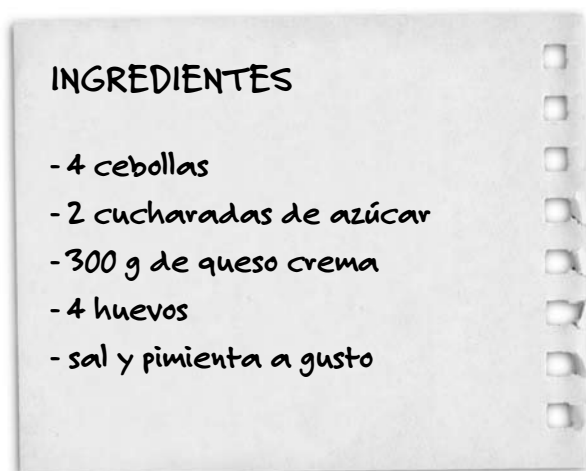 INGREDIENTES
- 4 cebollas
- 2 cucharadas de azúcar
- 300 g de queso crema
- 4 huevos
- sal y pimienta a gusto